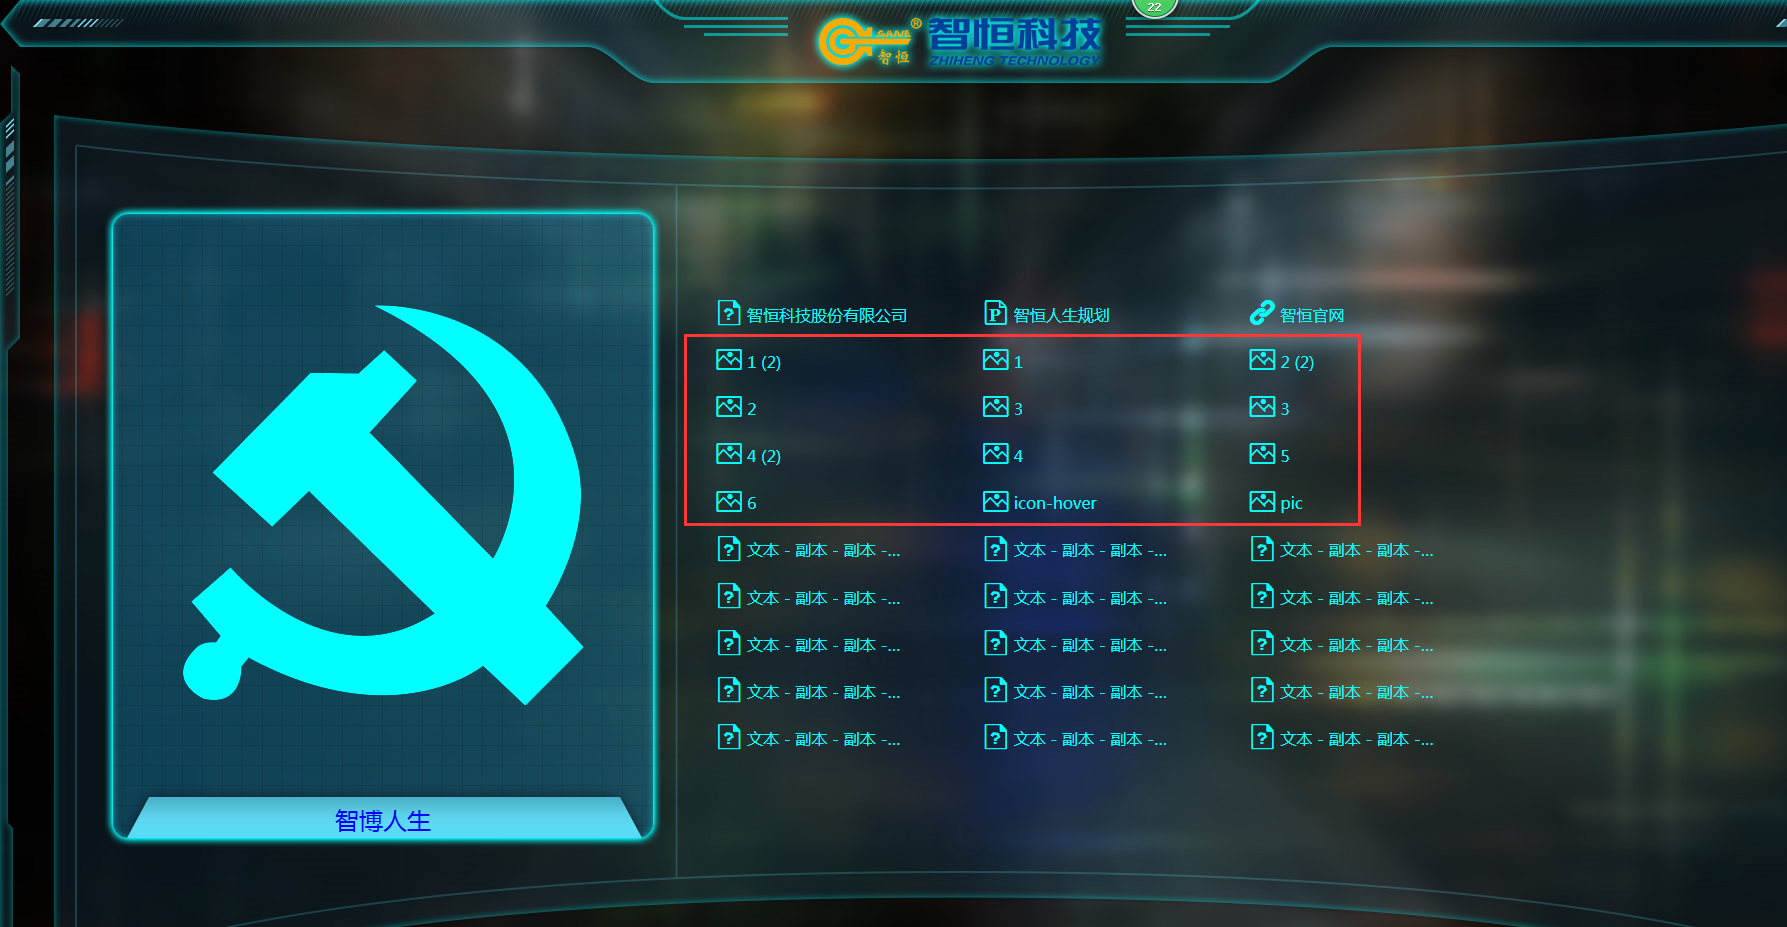 22
SAIVE ®
智恒
智恒科技
ZHIHENG TECHNOLOGY
智恒科技股份有限公司 智恒人生规划 智恒官网
1 (2) 1 2 (2)
2 3 3
4 (2) 4 5
6 icon-hover pic
文本 - 副本 - 副本 -... 文本 - 副本 - 副本 -... 文本 - 副本 - 副本 -...
文本 - 副本 - 副本 -... 文本 - 副本 - 副本 -... 文本 - 副本 - 副本 -...
文本 - 副本 - 副本 -... 文本 - 副本 - 副本 -... 文本 - 副本 - 副本 -...
文本 - 副本 - 副本 -... 文本 - 副本 - 副本 -... 文本 - 副本 - 副本 -...
文本 - 副本 - 副本 -... 文本 - 副本 - 副本 -... 文本 - 副本 - 副本 -...
智博人生